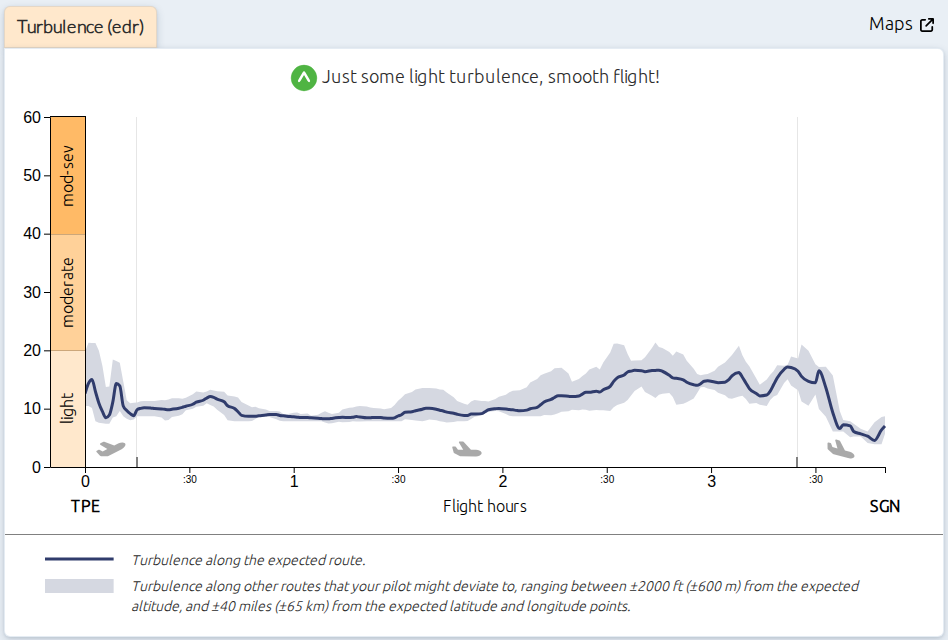 Turbulence (edr)
Maps
Just some light turbulence, smooth flight!
60
50
40
30
20
10
0
mod-sev
moderate
light
0 :30 1 :30 2 :30 3 :30
TPE Flight hours SGN
Turbulence along the expected route.
Turbulence along other routes that your pilot might deviate to, ranging between ±2000 ft (±600 m) from the expected
altitude, and ±40 miles (±65 km) from the expected latitude and longitude points.